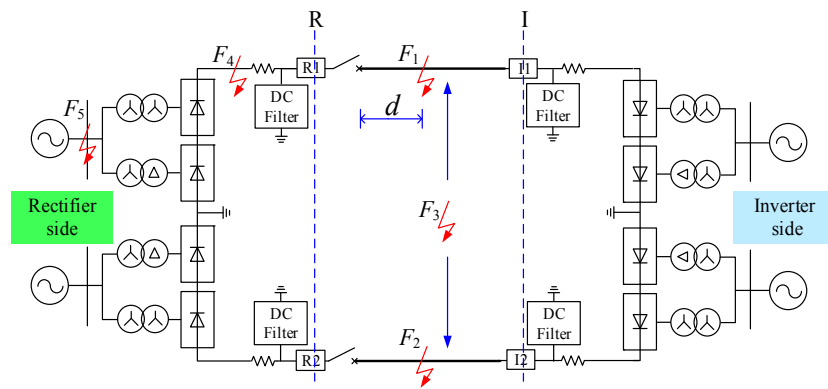 R
I
F4
R1
F1
I1
DC
Filter
DC
Filter
F5
d
Rectifier
side
F3
Inverter
side
DC
Filter
DC
Filter
F2
R2
I2